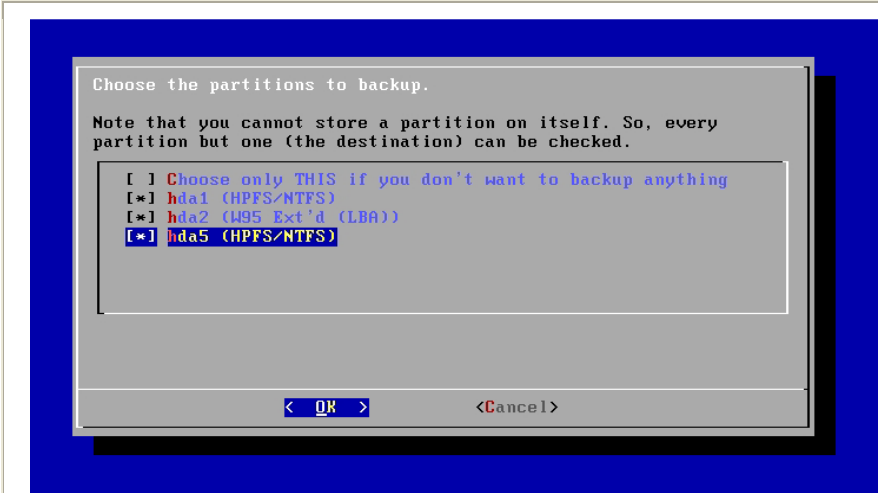 Choose the partitions to backup.
Note that you cannot store a partition on itself. So, every
partition but one (the destination) can be checked.
[ ] Choose only THIS if you don't want to backup anything
[*] hda1 (HPFS/NTFS)
[*] hda2 (W95 Ext'd (LBA))
[*] hda5 (HPFS/NTFS)
< OK > <Cancel>